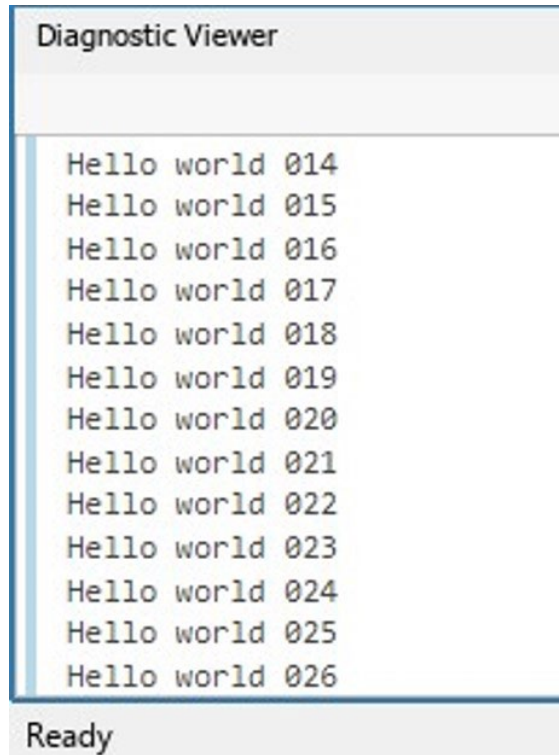 Diagnostic Viewer
Hello world 014
Hello world 015
Hello world 016
Hello world 017
Hello world 018
Hello world 019
Hello world 020
Hello world 021
Hello world 022
Hello world 023
Hello world 024
Hello world 025
Hello world 026
Ready